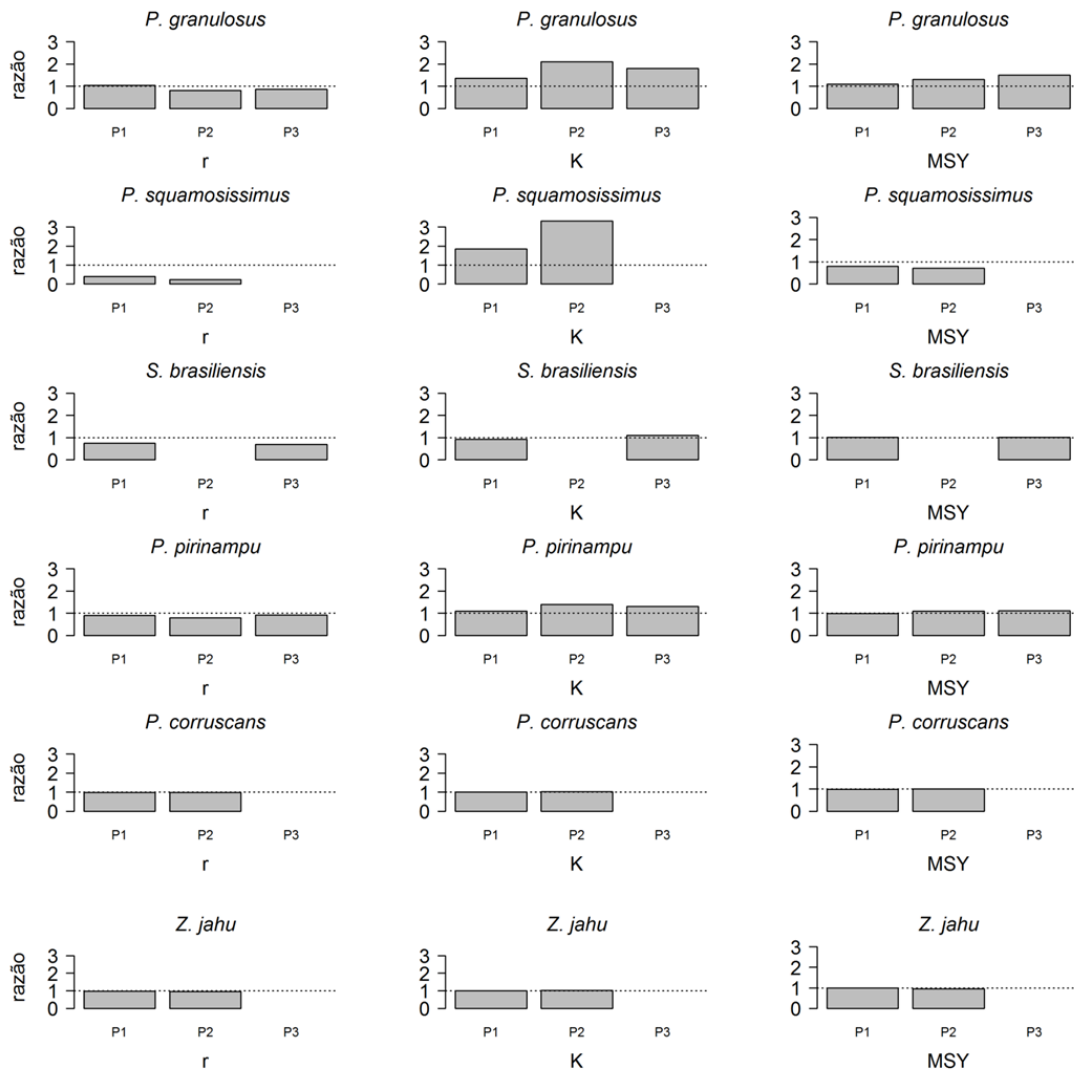 P. granulosus P. granulosus P. granulosus
razão
3 3 3
2 2 2
1 1 1
0 0 0
P1 P2 P3 P1 P2 P3 P1 P2 P3
r K MSY
P. squamosissimus P. squamosissimus P. squamosissimus
razão
3 3 3
2 2 2
1 1 1
0 0 0
P1 P2 P3 P1 P2 P3 P1 P2 P3
r K MSY
S. brasiliensis S. brasiliensis S. brasiliensis
razão
3 3 3
2 2 2
1 1 1
0 0 0
P1 P2 P3 P1 P2 P3 P1 P2 P3
r K MSY
P. pirinampu P. pirinampu P. pirinampu
razão
3 3 3
2 2 2
1 1 1
0 0 0
P1 P2 P3 P1 P2 P3 P1 P2 P3
r K MSY
P. corruscans P. corruscans P. corruscans
razão
3 3 3
2 2 2
1 1 1
0 0 0
P1 P2 P3 P1 P2 P3 P1 P2 P3
r K MSY
Z. jahu Z. jahu Z. jahu
razão
3 3 3
2 2 2
1 1 1
0 0 0
P1 P2 P3 P1 P2 P3 P1 P2 P3
r K MSY